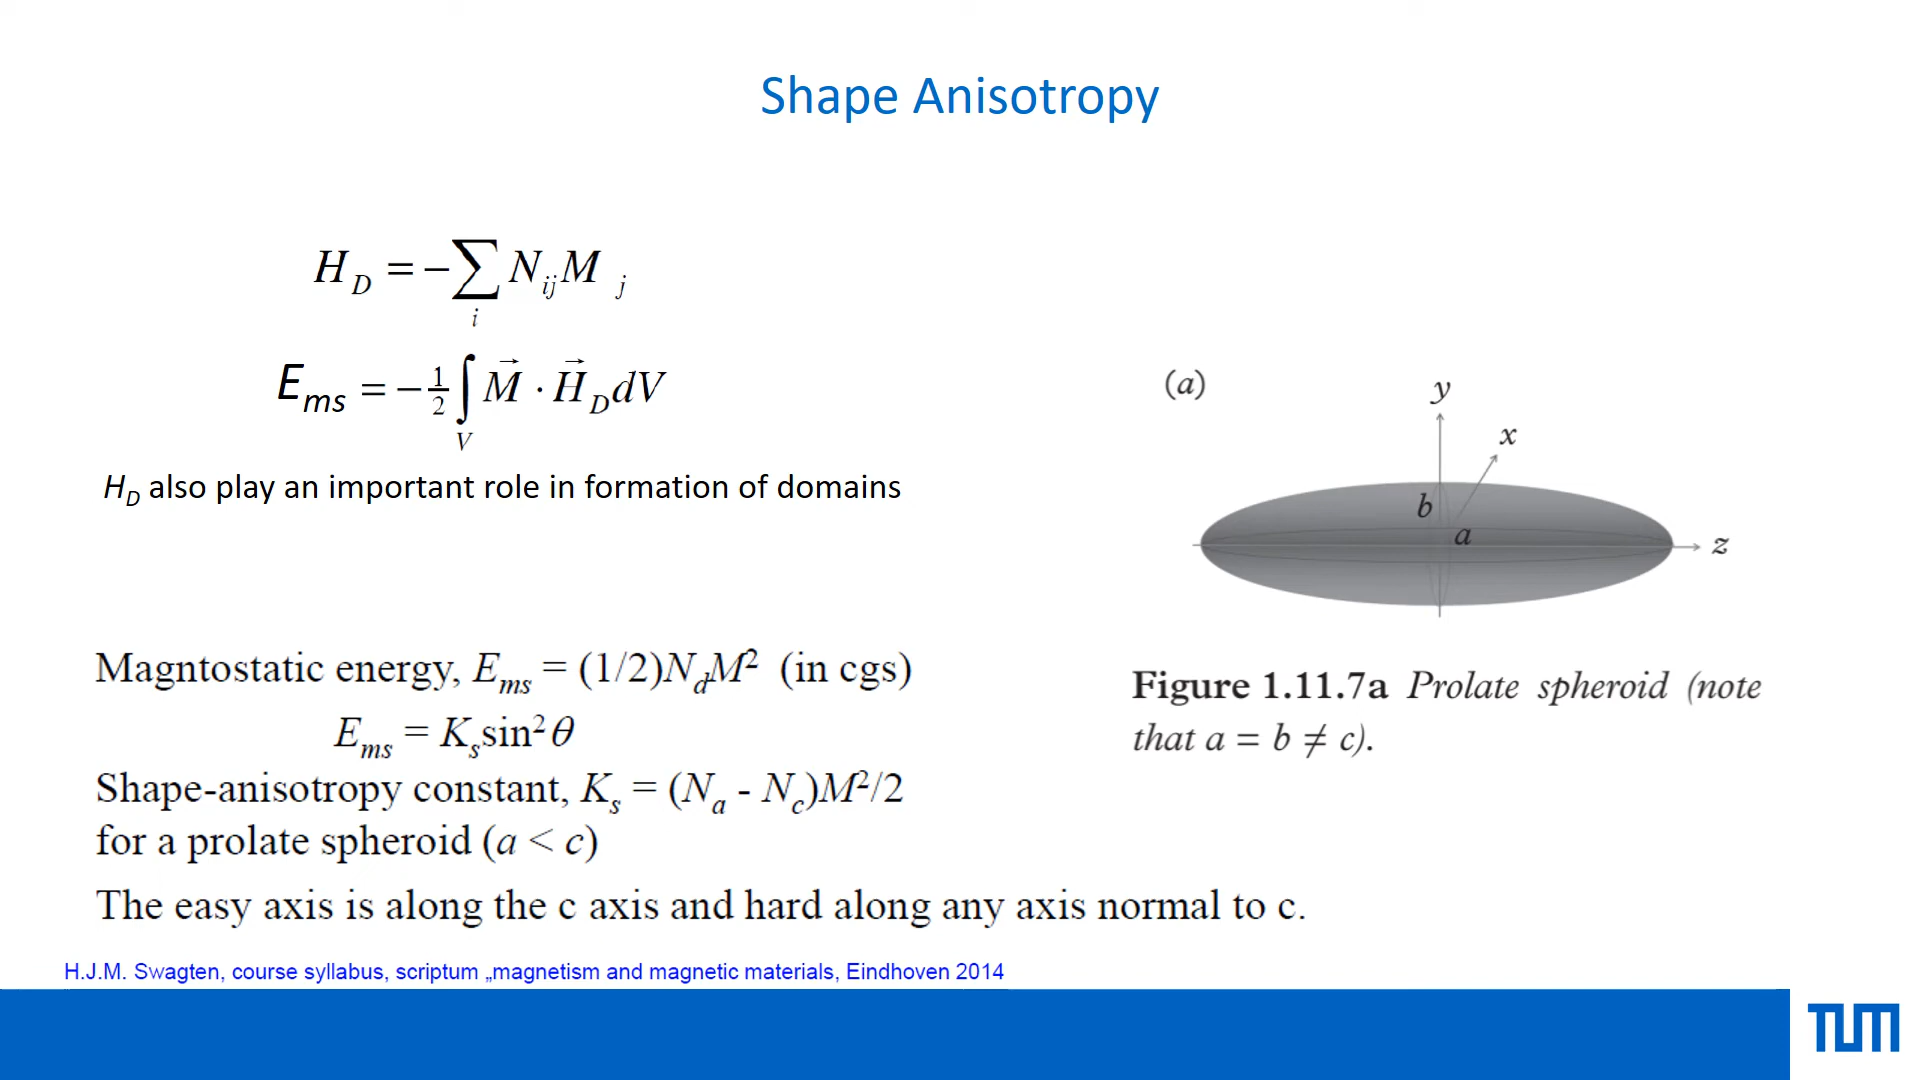 Shape Anisotropy
H_D = −∑_i N_ij M_j
E_ms = −½ ∫_V M⃗ · H⃗_D dV
H_D also play an important role in formation of domains
(a)
y
x
b
a
z
Figure 1.11.7a Prolate spheroid (note
that a = b ≠ c).
Magntostatic energy, E_ms = (1/2)N_dM² (in cgs)
E_ms = K_s sin²θ
Shape-anisotropy constant, K_s = (N_a - N_c)M²/2
for a prolate spheroid (a < c)
The easy axis is along the c axis and hard along any axis normal to c.
H.J.M. Swagten, course syllabus, scriptum „magnetism and magnetic materials, Eindhoven 2014
TUM